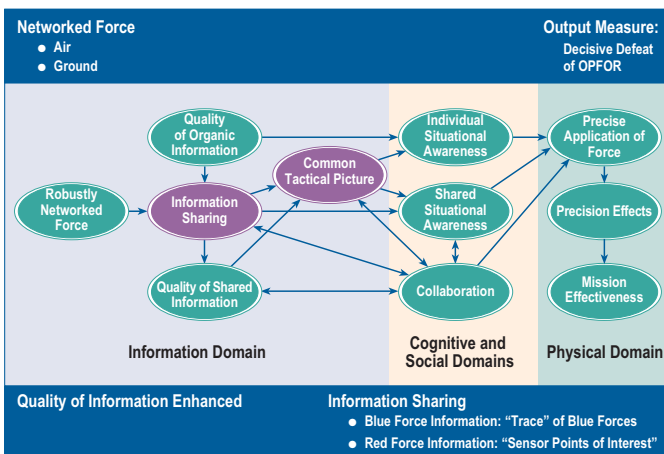 Networked Force
● Air
● Ground
Output Measure:
Decisive Defeat
of OPFOR
Quality
of Organic
Information
Individual
Situational
Awareness
Precise
Application of
Force
Common
Tactical Picture
Robustly
Networked
Force
Information
Sharing
Shared
Situational
Awareness
Precision Effects
Quality of Shared
Information
Collaboration
Mission
Effectiveness
Information Domain
Cognitive and
Social Domains
Physical Domain
Quality of Information Enhanced
Information Sharing
● Blue Force Information: “Trace” of Blue Forces
● Red Force Information: “Sensor Points of Interest”